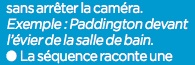 sans arrêter la caméra.
Exemple : Paddington devant
l'évier de la salle de bain.
● La séquence raconte une